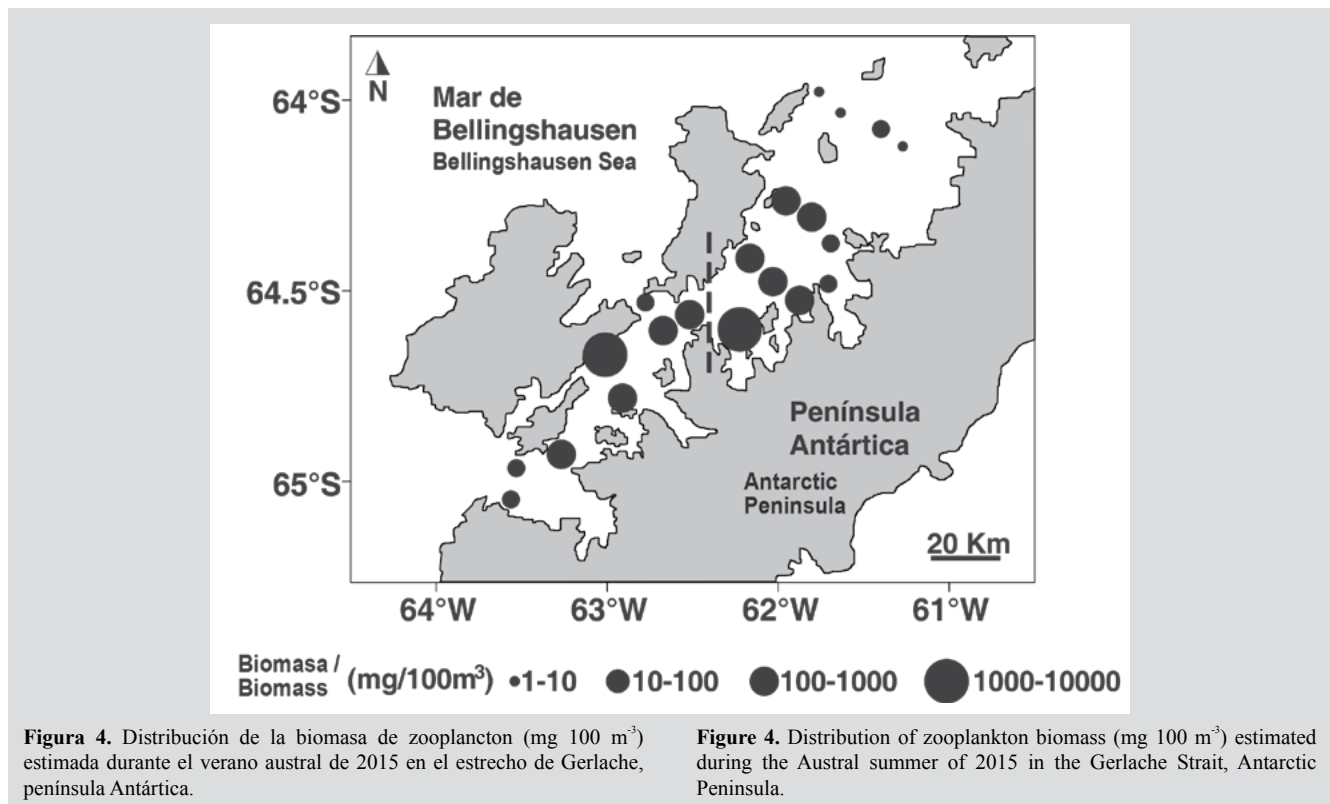 N
Mar de
Bellingshausen
Bellingshausen Sea
64°S
64.5°S
65°S
Península
Antártica
Antarctic
Peninsula
20 Km
64°W 63°W 62°W 61°W
Biomasa /
Biomass (mg/100m³) 1-10 10-100 100-1000 1000-10000
Figura 4. Distribución de la biomasa de zooplancton (mg 100 m⁻³)
estimada durante el verano austral de 2015 en el estrecho de Gerlache,
península Antártica.
Figure 4. Distribution of zooplankton biomass (mg 100 m⁻³) estimated
during the Austral summer of 2015 in the Gerlache Strait, Antarctic
Peninsula.